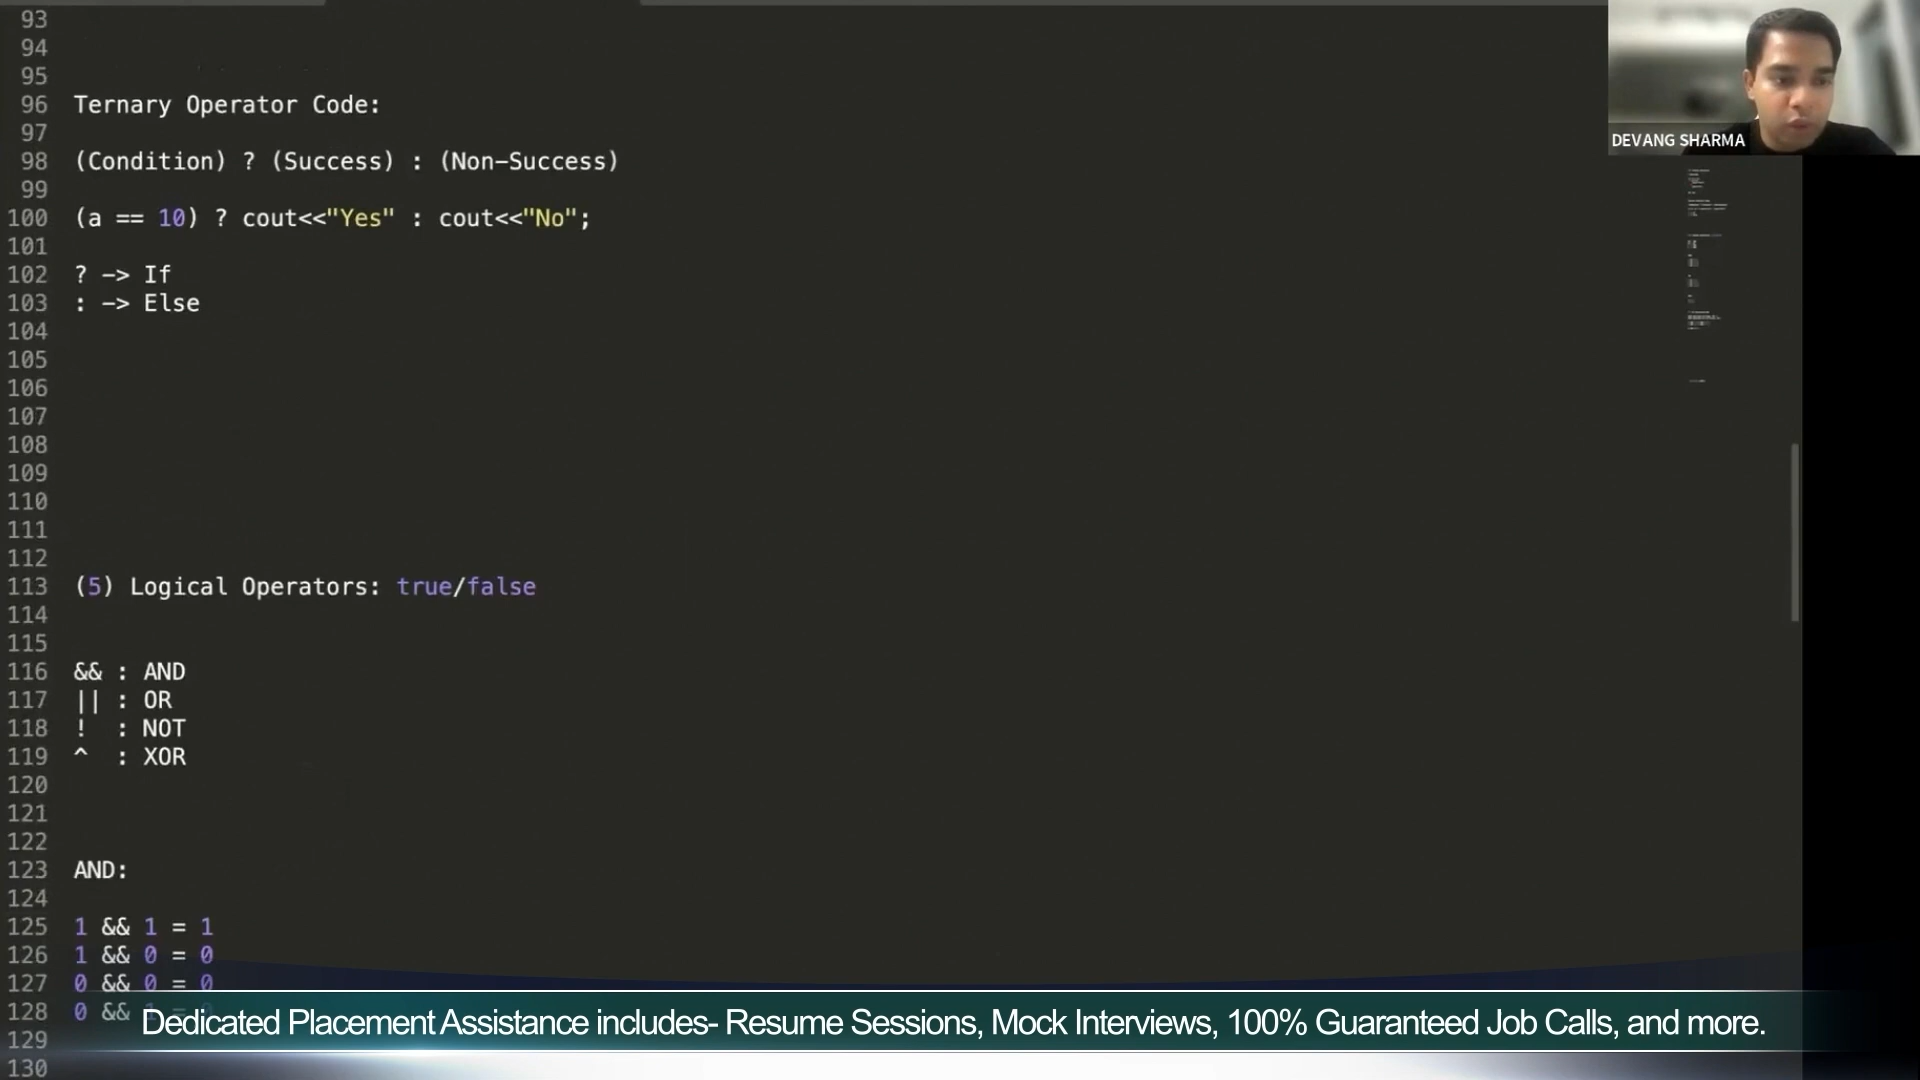 93
94
95
96 Ternary Operator Code:
97
98 (Condition) ? (Success) : (Non-Success)
99
100 (a == 10) ? cout<<"Yes" : cout<<"No";
101
102 ? -> If
103 : -> Else
104
105
106
107
108
109
110
111
112
113 (5) Logical Operators: true/false
114
115
116 && : AND
117 || : OR
118 ! : NOT
119 ^ : XOR
120
121
122
123 AND:
124
125 1 && 1 = 1
126 1 && 0 = 0
127 0 && 0 = 0
128 0 &&
129
130
DEVANG SHARMA
Dedicated Placement Assistance includes- Resume Sessions, Mock Interviews, 100% Guaranteed Job Calls, and more.